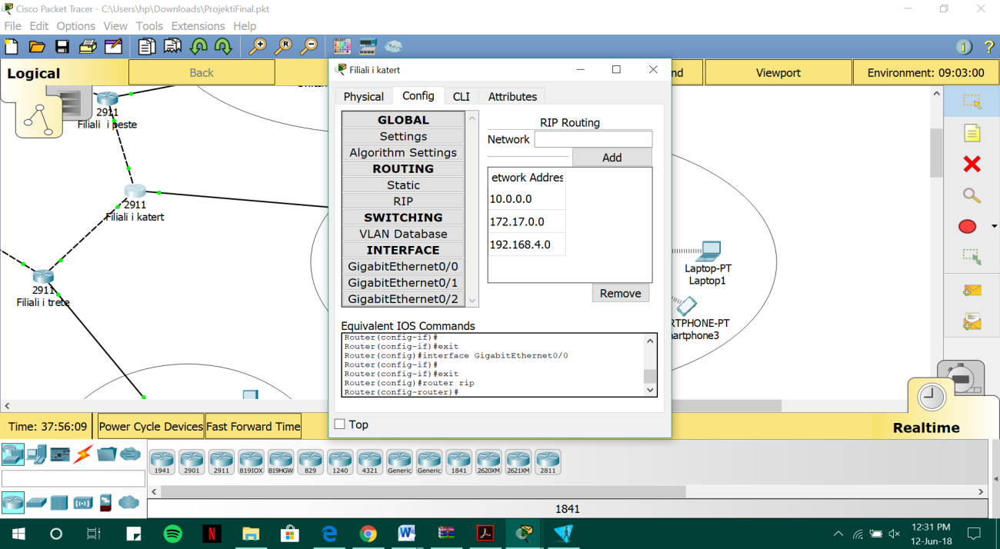 Cisco Packet Tracer - C:\Users\hp\Downloads\ProjektiFinal.pkt
File Edit Options View Tools Extensions Help
Logical
Back
nd
Viewport
Environment: 09:03:00
2911
Filiali i peste
2911
Filiali i katert
2911
Filiali i trete
Filiali i katert
Physical
Config
CLI
Attributes
GLOBAL
Settings
Algorithm Settings
ROUTING
Static
RIP
SWITCHING
VLAN Database
INTERFACE
GigabitEthernet0/0
GigabitEthernet0/1
GigabitEthernet0/2
RIP Routing
Network
Add
etwork Addres
10.0.0.0
172.17.0.0
192.168.4.0
Remove
Equivalent IOS Commands
Router(config-if)#
Router(config-if)#exit
Router(config)#interface GigabitEthernet0/0
Router(config-if)#
Router(config-if)#exit
Router(config)#router rip
Router(config-router)#
Top
Laptop-PT
Laptop1
RTPHONE-PT
artphone3
Time: 37:56:09
Power Cycle Devices
Fast Forward Time
Realtime
1941
2901
2911
819IOX
819HGW
829
1240
4321
Generic
Generic
1841
2620XM
2621XM
2811
1841
12:31 PM
12-Jun-18